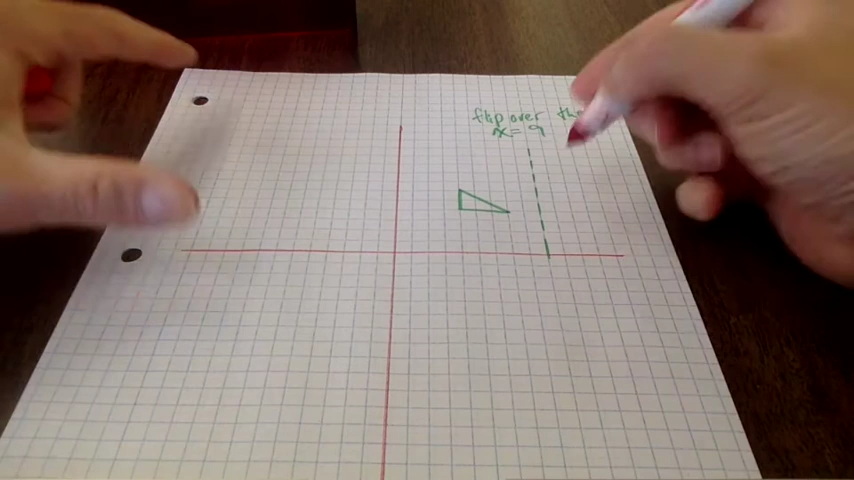 flip over the
x = 9